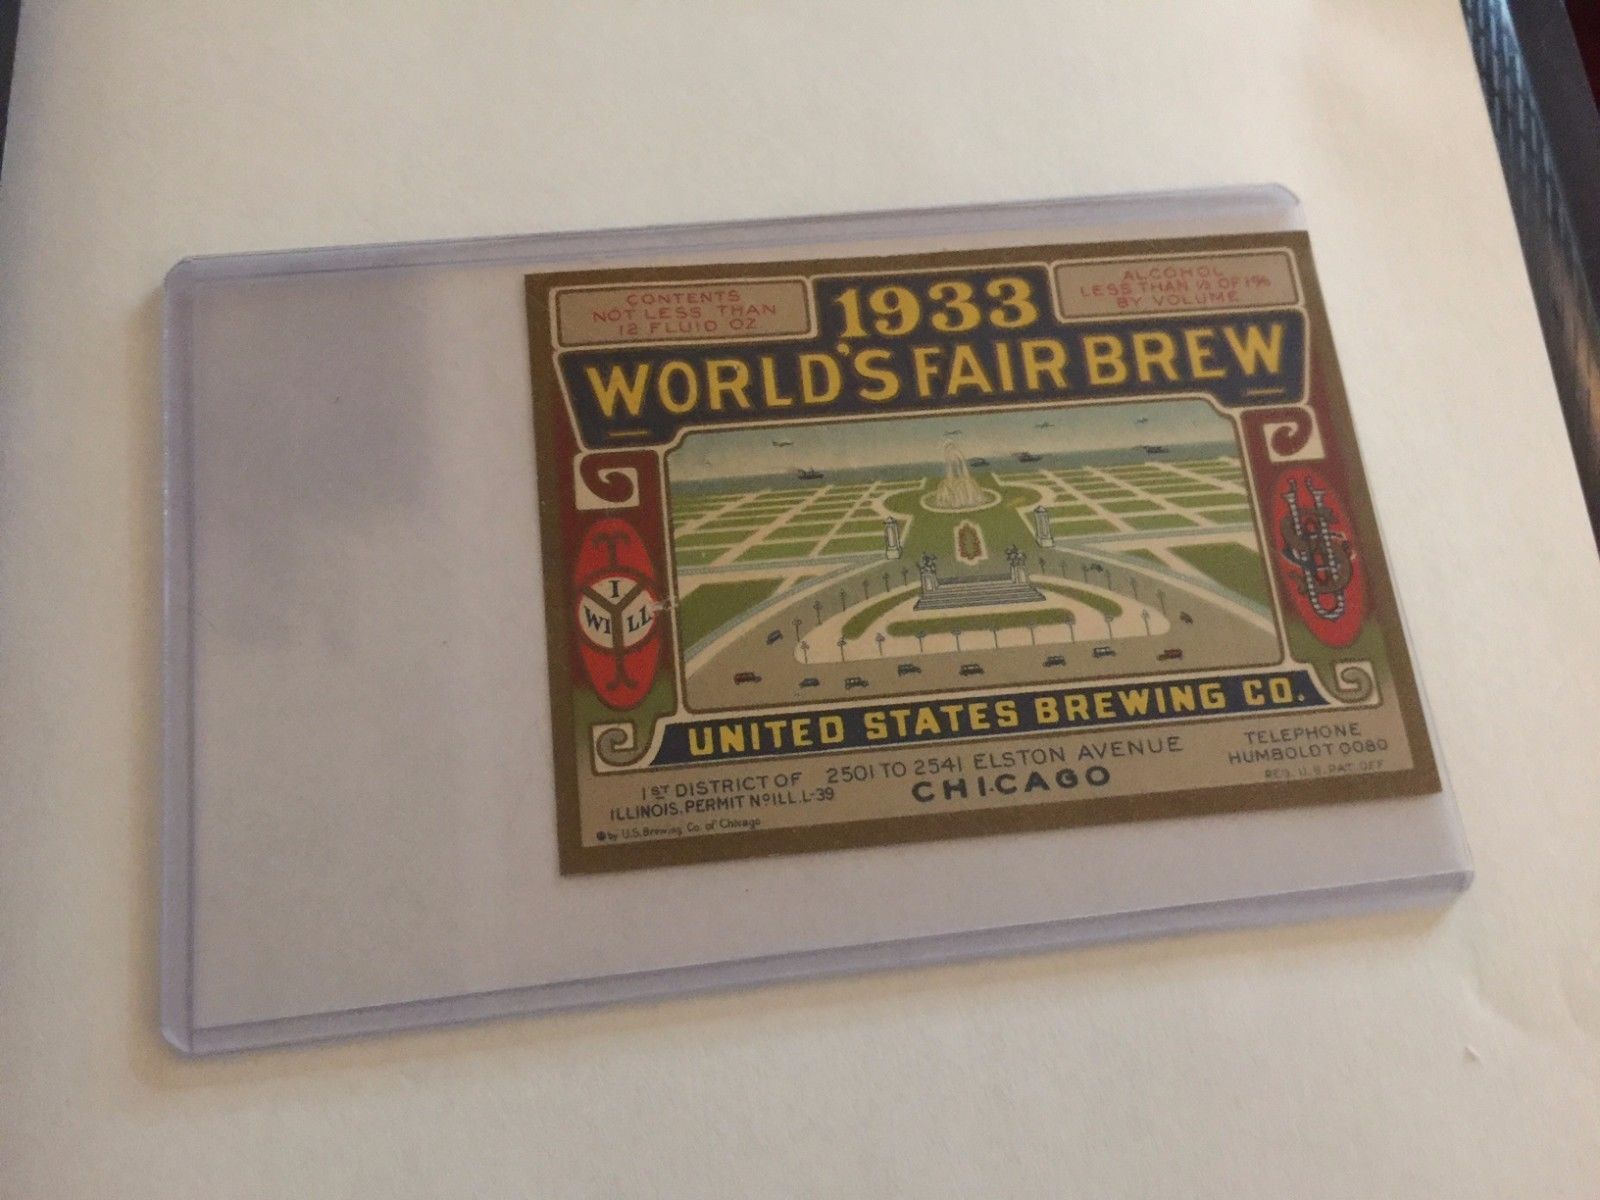 CONTENTS
NOT LESS THAN
12 FLUID OZ
1933
ALCOHOL
LESS THAN ½ OF 1%
BY VOLUME
WORLD'S FAIR BREW
I
WILL
US
UNITED STATES BREWING CO.
1ST DISTRICT OF
ILLINOIS. PERMIT Nº ILL. L-39
2501 TO 2541 ELSTON AVENUE
CHICAGO
TELEPHONE
HUMBOLDT 0080
REG. U.S. PAT. OFF
© by U.S. Brewing Co. of Chicago